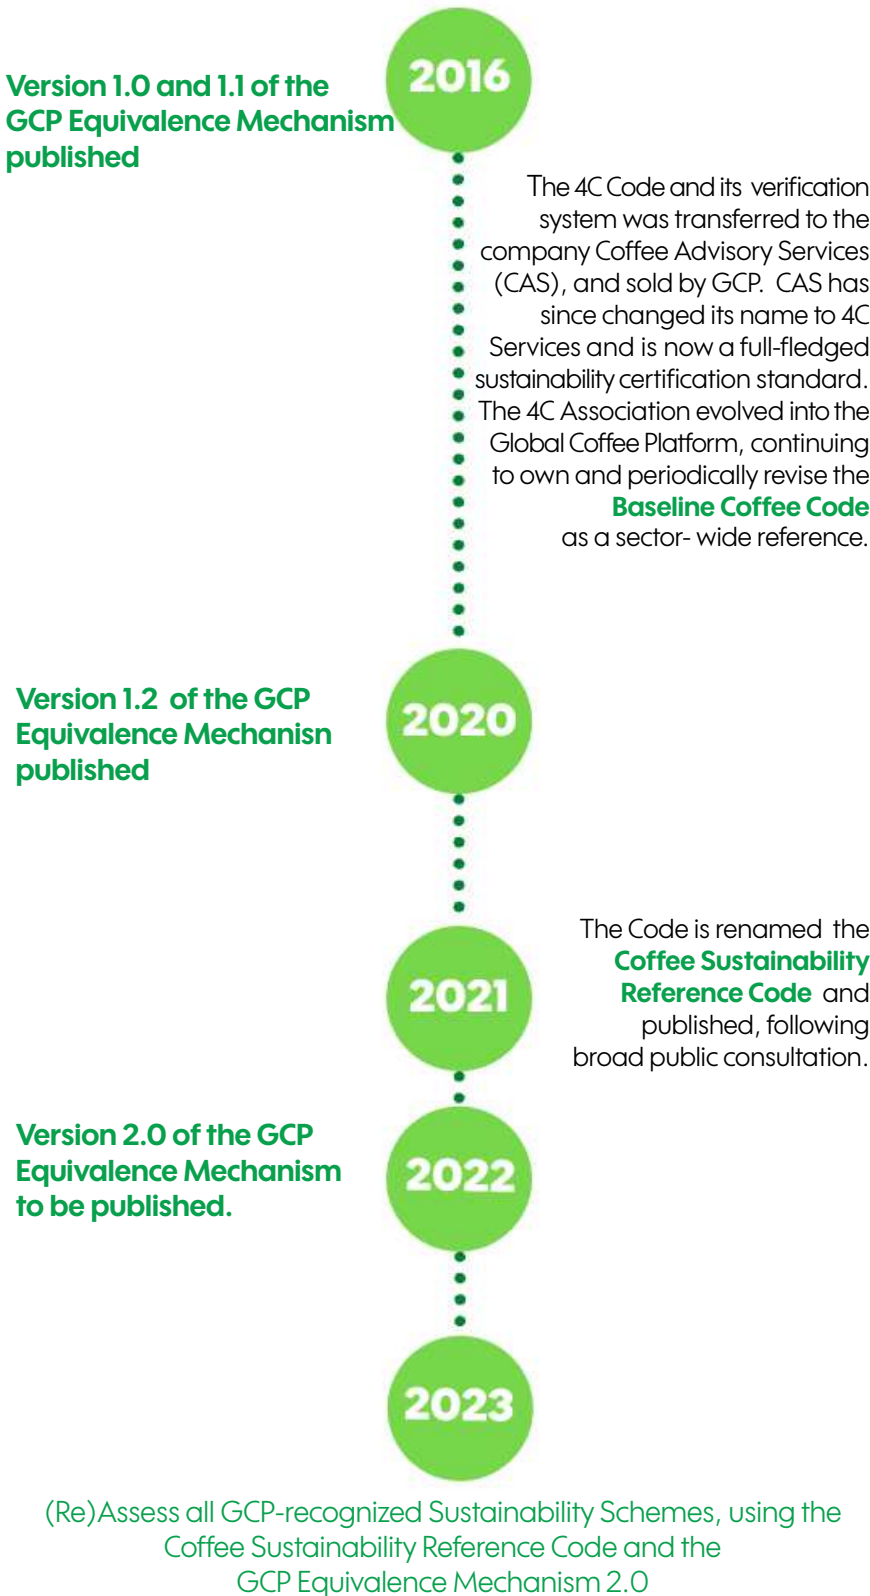 2016
Version 1.0 and 1.1 of the
GCP Equivalence Mechanism
published
The 4C Code and its verification
system was transferred to the
company Coffee Advisory Services
(CAS), and sold by GCP. CAS has
since changed its name to 4C
Services and is now a full-fledged
sustainability certification standard.
The 4C Association evolved into the
Global Coffee Platform, continuing
to own and periodically revise the
Baseline Coffee Code
as a sector- wide reference.
2020
Version 1.2 of the GCP
Equivalence Mechanisn
published
2021
The Code is renamed the
Coffee Sustainability
Reference Code and
published, following
broad public consultation.
2022
Version 2.0 of the GCP
Equivalence Mechanism
to be published.
2023
(Re)Assess all GCP-recognized Sustainability Schemes, using the
Coffee Sustainability Reference Code and the
GCP Equivalence Mechanism 2.0